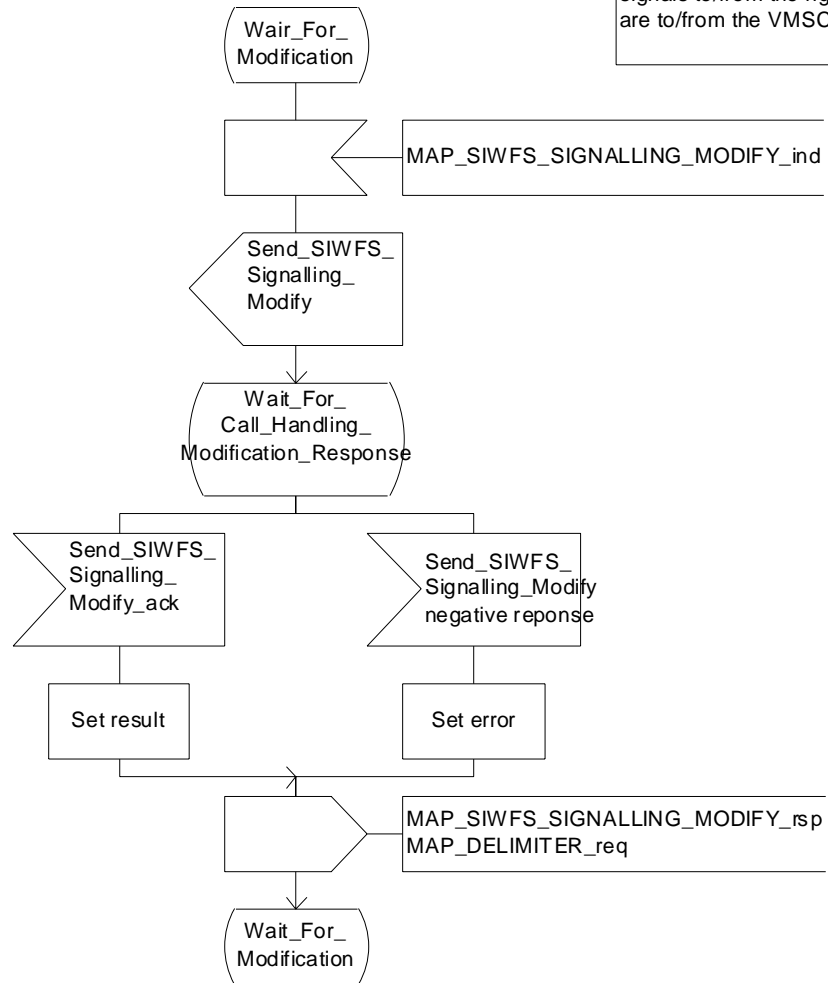 are to/from the VMSC
Wair_For_
Modification
MAP_SIWFS_SIGNALLING_MODIFY_ind
Send_SIWFS_
Signalling_
Modify
Wait_For_
Call_Handling_
Modification_Response
Send_SIWFS_
Signalling_
Modify_ack
Send_SIWFS_
Signalling_Modify
negative reponse
Set result
Set error
MAP_SIWFS_SIGNALLING_MODIFY_rsp
MAP_DELIMITER_req
Wait_For_
Modification